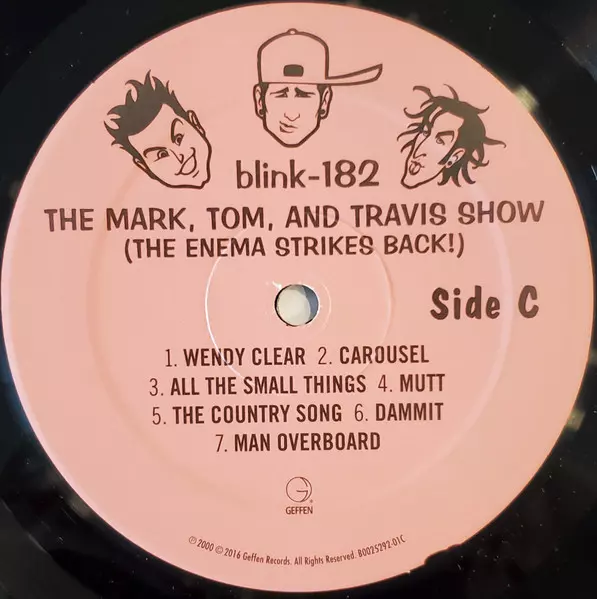 blink-182
THE MARK, TOM, AND TRAVIS SHOW
(THE ENEMA STRIKES BACK!)
Side C
1. WENDY CLEAR 2. CAROUSEL
3. ALL THE SMALL THINGS 4. MUTT
5. THE COUNTRY SONG 6. DAMMIT
7. MAN OVERBOARD
G®
GEFFEN
℗ 2000 © 2016 Geffen Records. All Rights Reserved. B0025292-01C